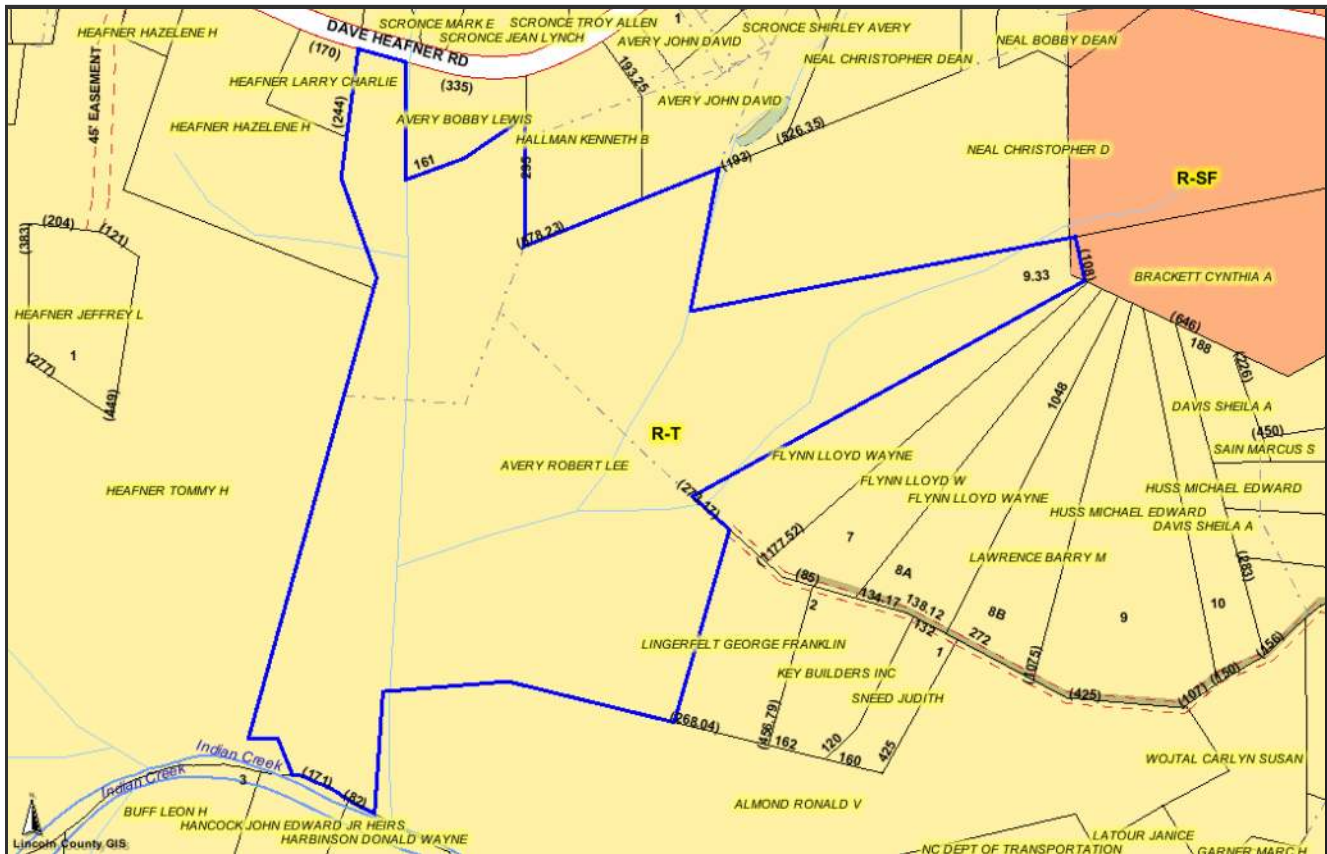 HEAFNER HAZELENE H
DAVE HEAFNER RD
SCRONCE MARK E
SCRONCE TROY ALLEN
SCRONCE JEAN LYNCH
1
AVERY JOHN DAVID
SCRONCE SHIRLEY AVERY
NEAL BOBBY DEAN
NEAL CHRISTOPHER DEAN
(170)
HEAFNER LARRY CHARLIE
(335)
193.25
AVERY JOHN DAVID
45' EASEMENT
(244)
HEAFNER HAZELENE H
AVERY BOBBY LEWIS
HALLMAN KENNETH B
(526.35)
NEAL CHRISTOPHER D
161
295
(193)
R-SF
(204)
(121)
(383)
(578.23)
(108)
9.33
BRACKETT CYNTHIA A
HEAFNER JEFFREY L
1
(277)
(449)
(646)
188
(226)
1048
DAVIS SHEILA A
(450)
SAIN MARCUS S
R-T
AVERY ROBERT LEE
FLYNN LLOYD WAYNE
FLYNN LLOYD W
FLYNN LLOYD WAYNE
HUSS MICHAEL EDWARD
HUSS MICHAEL EDWARD
DAVIS SHEILA A
HEAFNER TOMMY H
(1177.52)
7
LAWRENCE BARRY M
(283)
8A
(85)
134.17
138.12
2
132
8B
272
9
10
1
LINGERFELT GEORGE FRANKLIN
KEY BUILDERS INC
SNEED JUDITH
(1075)
(425)
(107)
(150)
(156)
(268.04)
(456.79)
162
120
160
425
WOJTAL CARLYN SUSAN
Indian Creek
Indian Creek
3
(171)
(82)
BUFF LEON H
HANCOCK JOHN EDWARD JR HEIRS
HARBINSON DONALD WAYNE
ALMOND RONALD V
LATOUR JANICE
NC DEPT OF TRANSPORTATION
GARNER MARC H
Lincoln County GIS